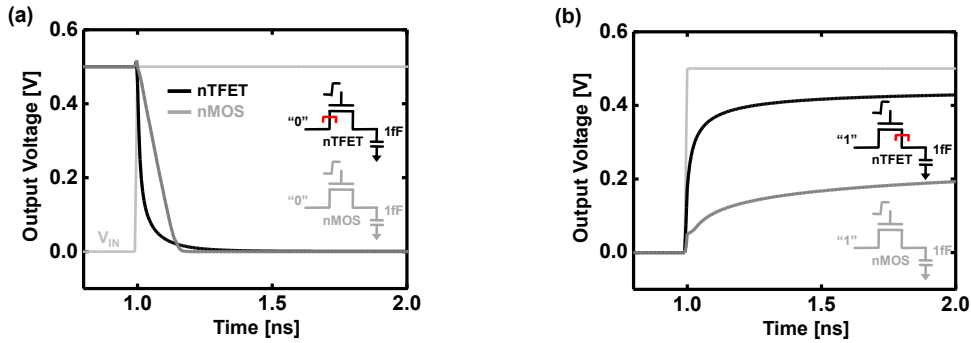 (a)
0.6
0.4
0.2
0.0
Output Voltage [V]
nTFET
nMOS
"0"
nTFET
1fF
"0"
nMOS
1fF
VIN
1.0
1.5
2.0
Time [ns]
(b)
0.6
0.4
0.2
0.0
Output Voltage [V]
"1"
nTFET
1fF
"1"
nMOS
1fF
1.0
1.5
2.0
Time [ns]